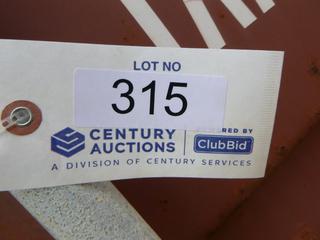 LOT NO
315
CENTURY
AUCTIONS
RED BY
ClubBid
A DIVISION OF CENTURY SERVICES